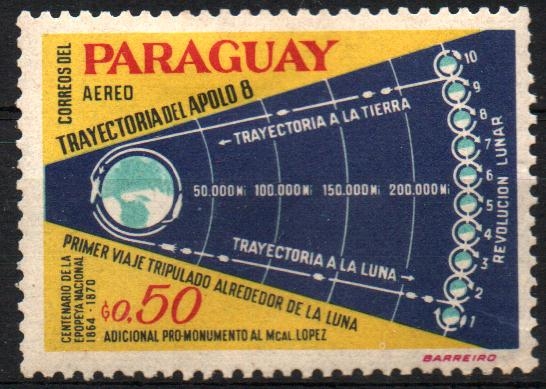 CORREOS DEL
PARAGUAY
AEREO
TRAYECTORIA DEL APOLO 8
← TRAYECTORIA A LA TIERRA
10
9
8
7
6
5
4
3
2
1
REVOLUCION LUNAR
50.000 Mi 100.000 Mi 150.000 Mi 200.000 Mi
TRAYECTORIA A LA LUNA →
PRIMER VIAJE TRIPULADO ALREDEDOR DE LA LUNA
CENTENARIO DE LA
EPOPEYA NACIONAL
1864 - 1870
₲0,50
ADICIONAL PRO-MONUMENTO AL Mcal. LOPEZ
BARREIRO